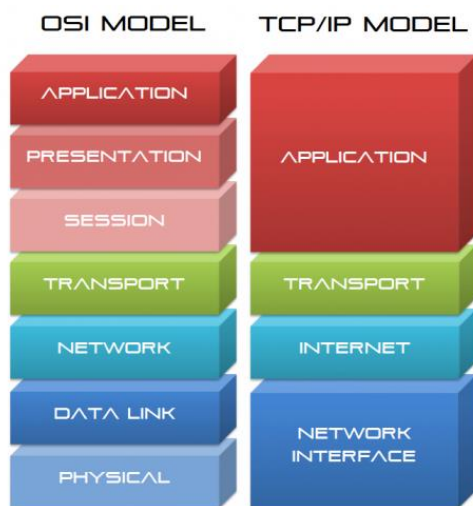 OSI MODEL
APPLICATION
PRESENTATION
SESSION
TRANSPORT
NETWORK
DATA LINK
PHYSICAL
TCP/IP MODEL
APPLICATION
TRANSPORT
INTERNET
NETWORK
INTERFACE